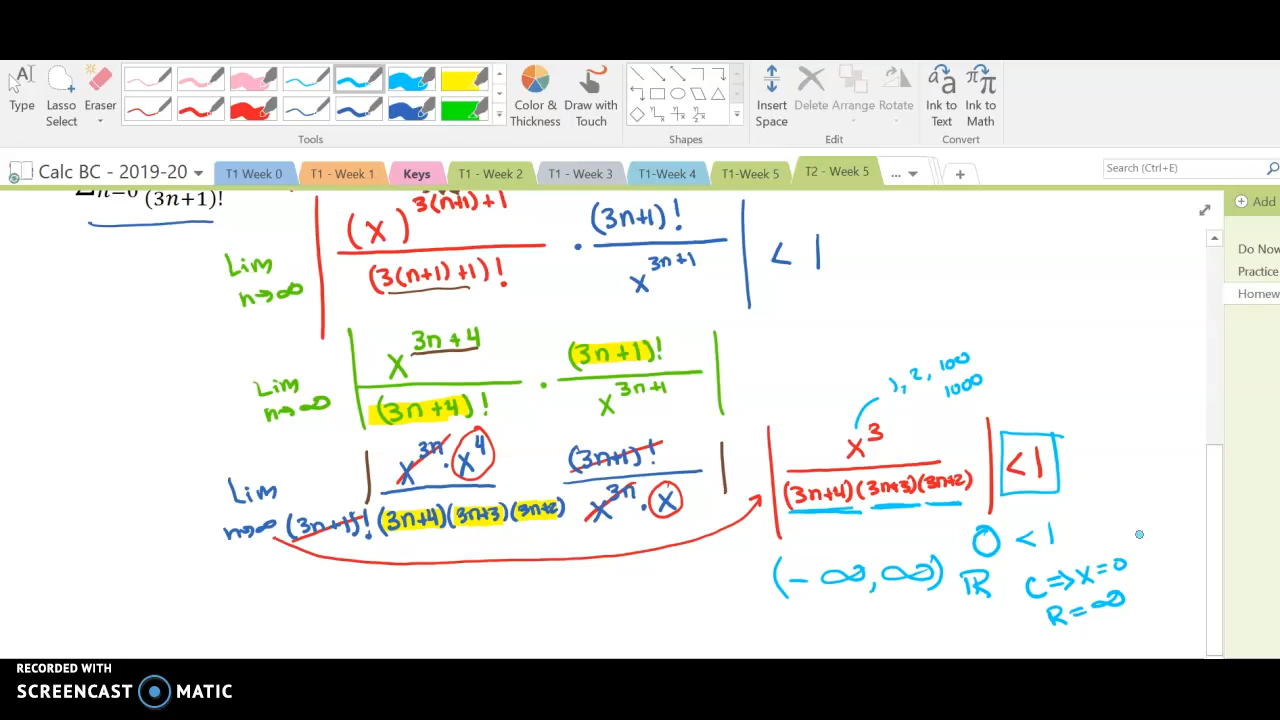 Type
Lasso Select
Eraser
Color & Thickness
Draw with Touch
Insert Space
Delete
Arrange
Rotate
Ink to Text
Ink to Math
Tools
Shapes
Edit
Convert
Calc BC - 2019-20
T1 Week 0
T1 - Week 1
Keys
T1 - Week 2
T1 - Week 3
T1-Week 4
T1-Week 5
T2 - Week 5
...
Search (Ctrl+E)
Add
Do Now
Practice
Homew
(3n+1)!
Lim n→∞ | (x)^3(n+1)+1 / (3(n+1)+1)! · (3n+1)! / x^3n+1 | < 1
Lim n→∞ | x^3n+4 / (3n+4)! · (3n+1)! / x^3n+1 |
Lim n→∞ | x^3n · x^4 / (3n+1)! (3n+4)(3n+3)(3n+2) (3n+1)! / x^3n · x |
1, 2, 100
1000
| x^3 / (3n+4)(3n+3)(3n+2) | < 1
0 < 1
(-∞, ∞) ℝ C ⇒ x=0
R = ∞
RECORDED WITH
SCREENCAST MATIC